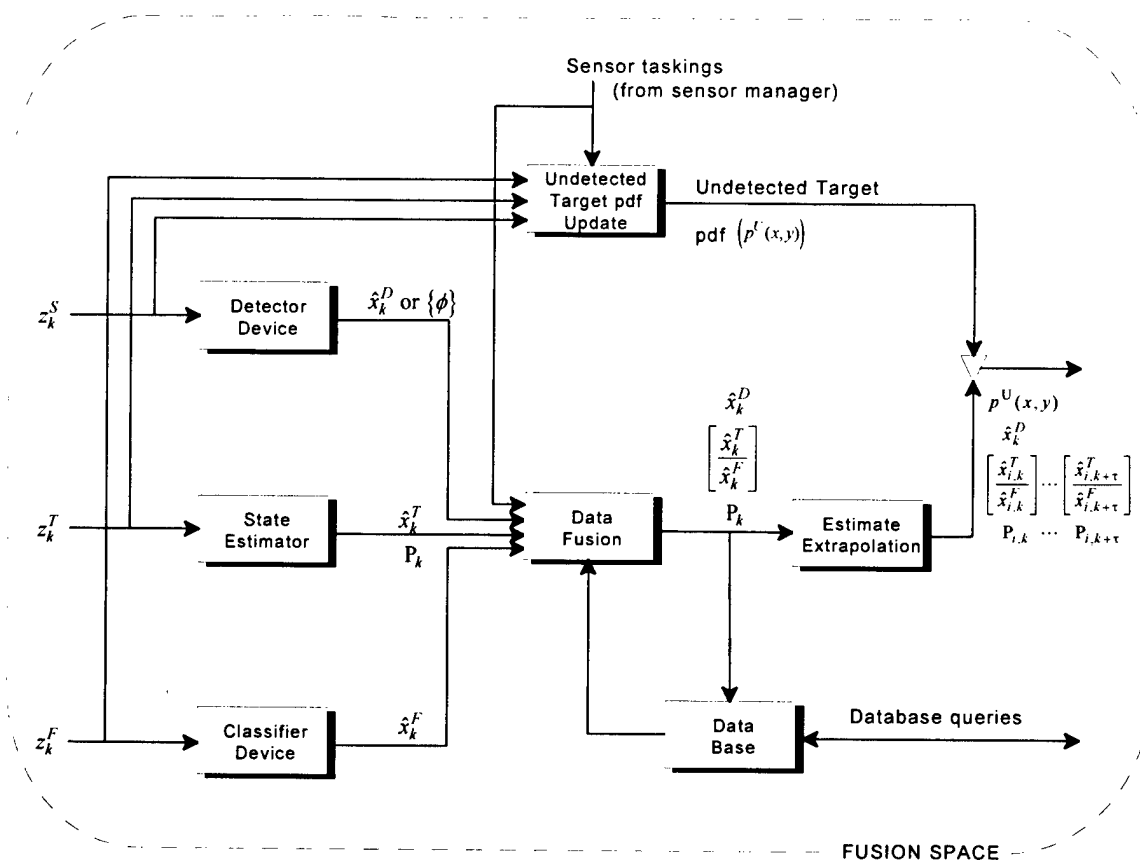 Sensor taskings
(from sensor manager)
Undetected
Target pdf
Update
Undetected Target
pdf (p^U(x,y))
z_k^S
Detector
Device
x̂_k^D or {ϕ}
p^U(x,y)
x̂_k^D
[x̂_{i,k}^T / x̂_{i,k}^F] ⋯ [x̂_{i,k+τ}^T / x̂_{i,k+τ}^F]
P_{i,k} ⋯ P_{i,k+τ}
x̂_k^D
[x̂_k^T / x̂_k^F]
P_k
z_k^T
State
Estimator
x̂_k^T
P_k
Data
Fusion
Estimate
Extrapolation
z_k^F
Classifier
Device
x̂_k^F
Data
Base
Database queries
FUSION SPACE